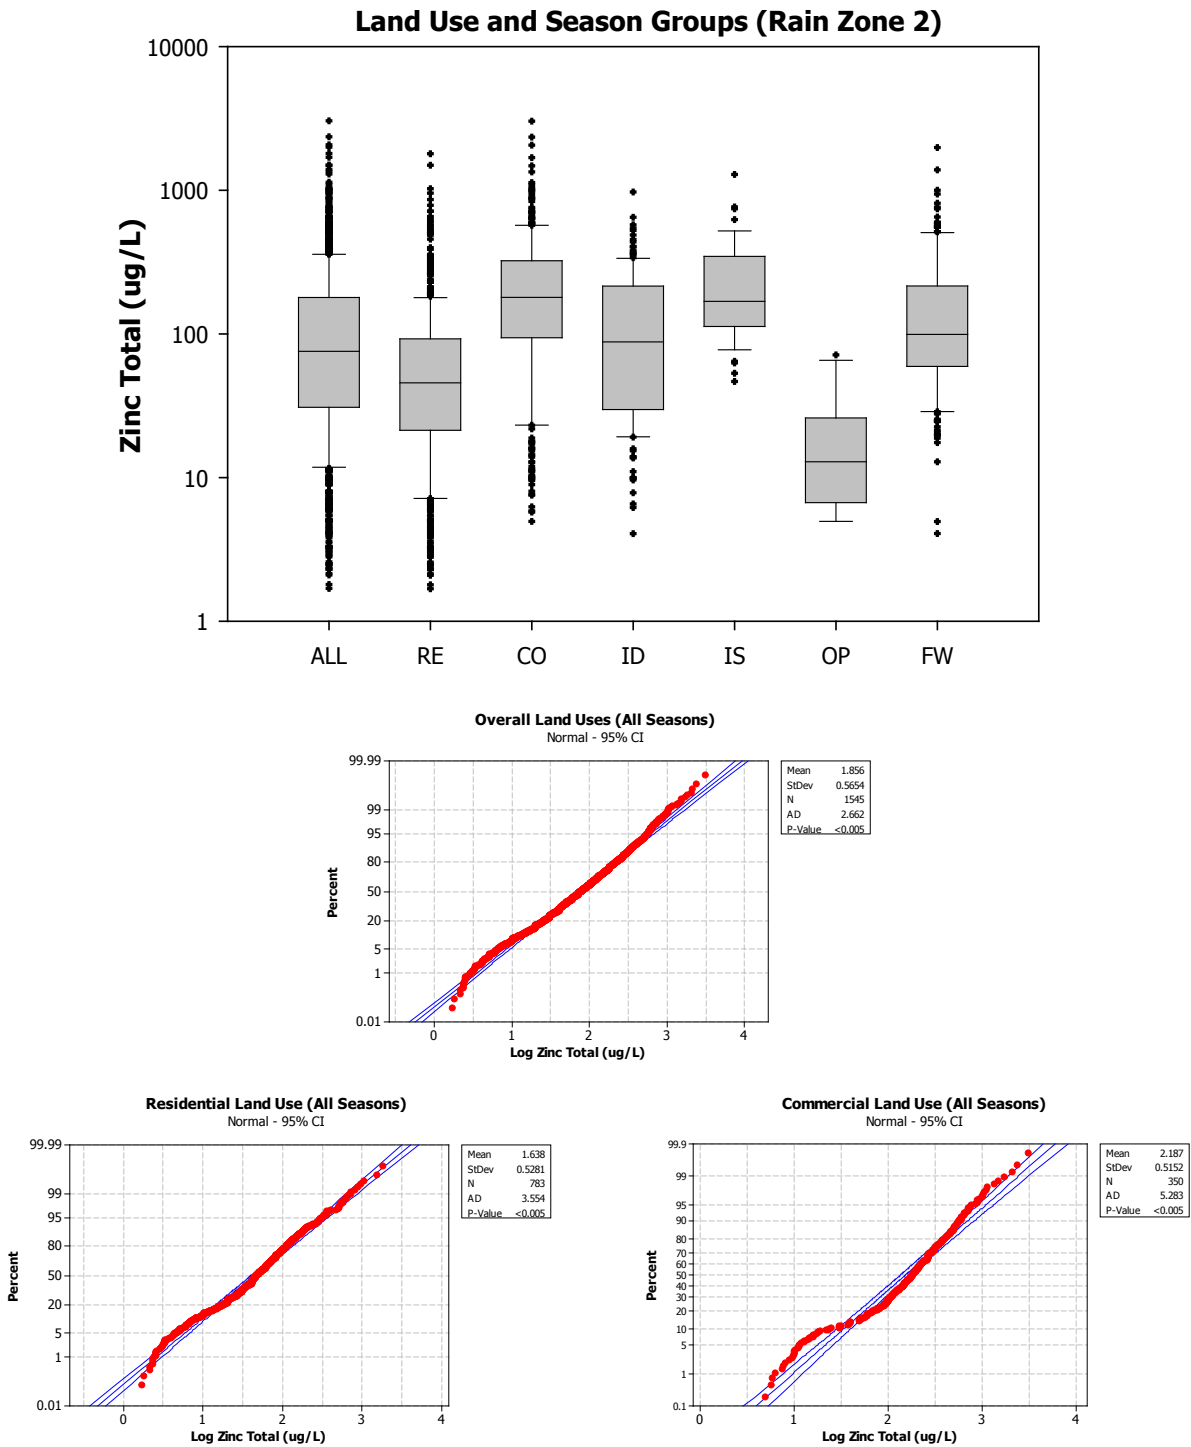 Land Use and Season Groups (Rain Zone 2)
Zinc Total (ug/L)
10000
1000
100
10
1
ALL RE CO ID IS OP FW
Overall Land Uses (All Seasons)
Normal - 95% CI
Percent
99.99
99
95
80
50
20
5
1
0.01
0 1 2 3 4
Log Zinc Total (ug/L)
Mean 1.856
StDev 0.5654
N 1545
AD 2.662
P-Value <0.005
Residential Land Use (All Seasons)
Normal - 95% CI
Percent
99.99
99
95
80
50
20
5
1
0.01
0 1 2 3 4
Log Zinc Total (ug/L)
Mean 1.638
StDev 0.5281
N 783
AD 3.554
P-Value <0.005
Commercial Land Use (All Seasons)
Normal - 95% CI
Percent
99.9
99
95
90
80
70
60
50
40
30
20
10
5
1
0.1
0 1 2 3 4
Log Zinc Total (ug/L)
Mean 2.187
StDev 0.5152
N 350
AD 5.283
P-Value <0.005